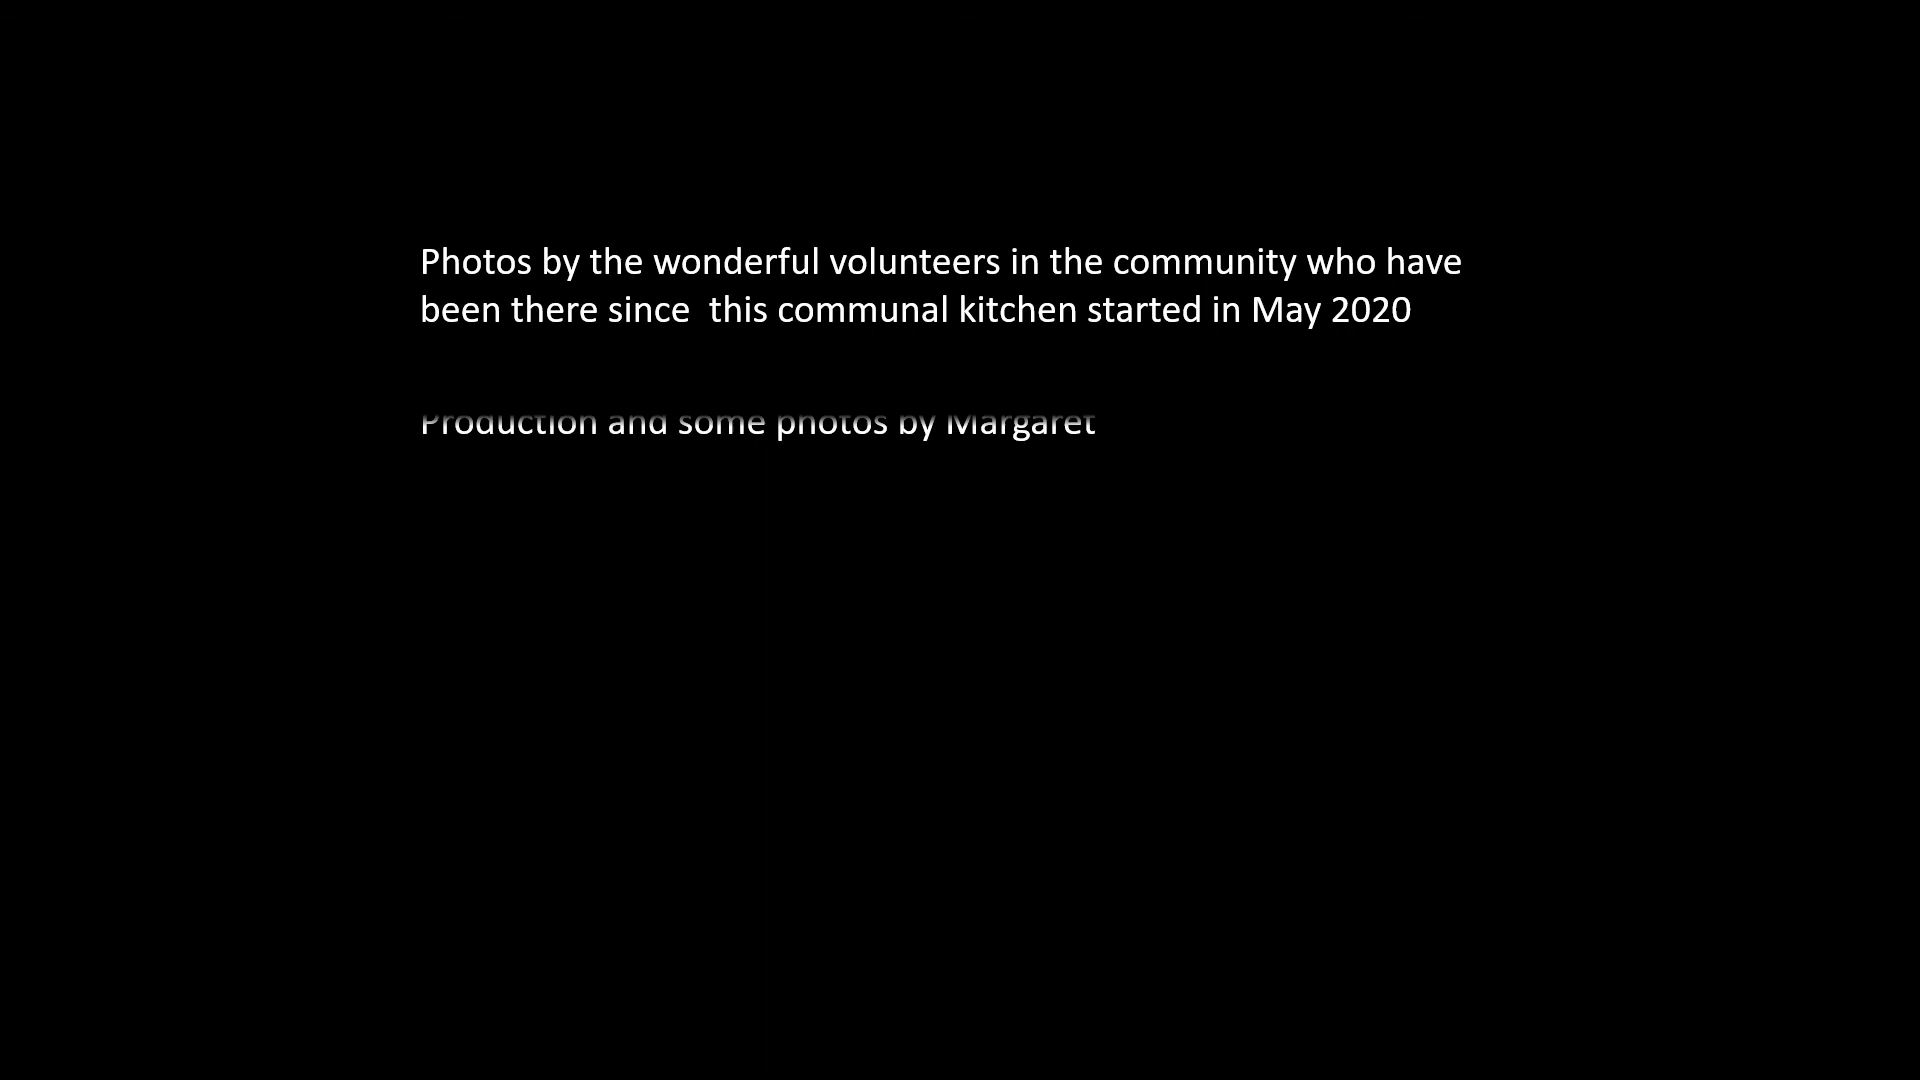 Photos by the wonderful volunteers in the community who have
been there since  this communal kitchen started in May 2020
Production and some photos by Margaret